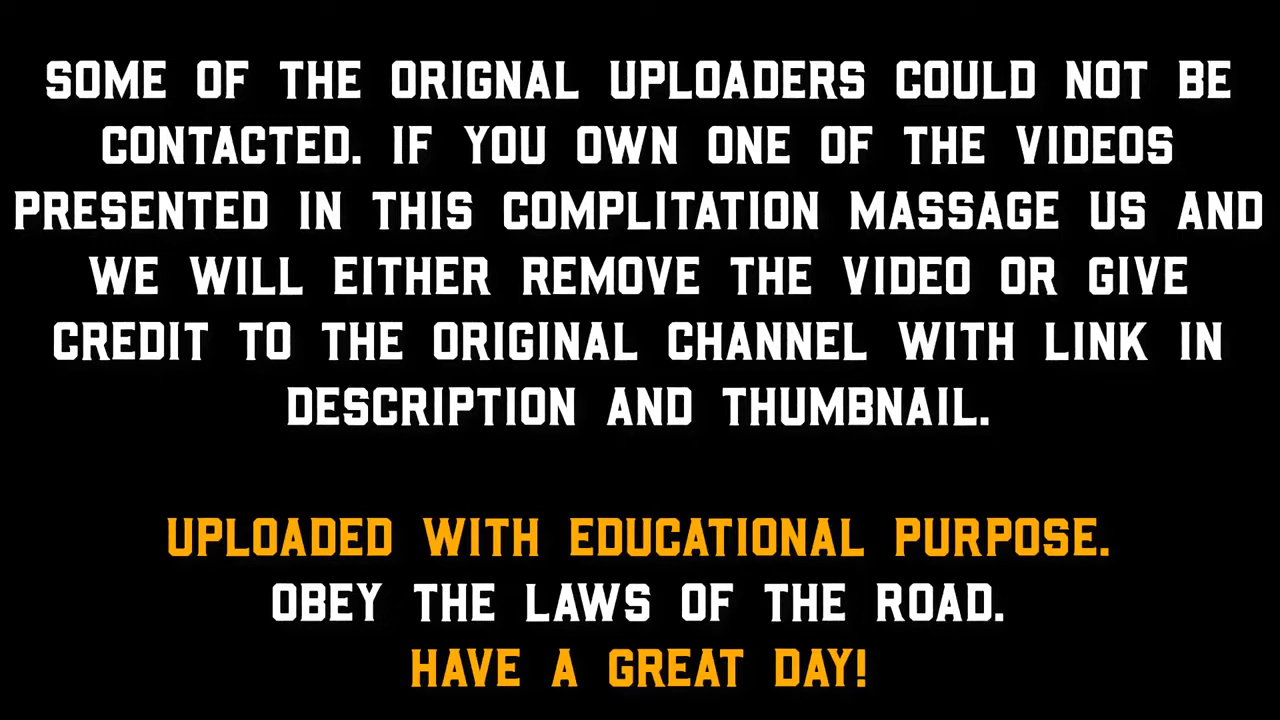 SOME OF THE ORIGNAL UPLOADERS COULD NOT BE
CONTACTED. IF YOU OWN ONE OF THE VIDEOS
PRESENTED IN THIS COMPLITATION MASSAGE US AND
WE WILL EITHER REMOVE THE VIDEO OR GIVE
CREDIT TO THE ORIGINAL CHANNEL WITH LINK IN
DESCRIPTION AND THUMBNAIL.
UPLOADED WITH EDUCATIONAL PURPOSE.
OBEY THE LAWS OF THE ROAD.
HAVE A GREAT DAY!